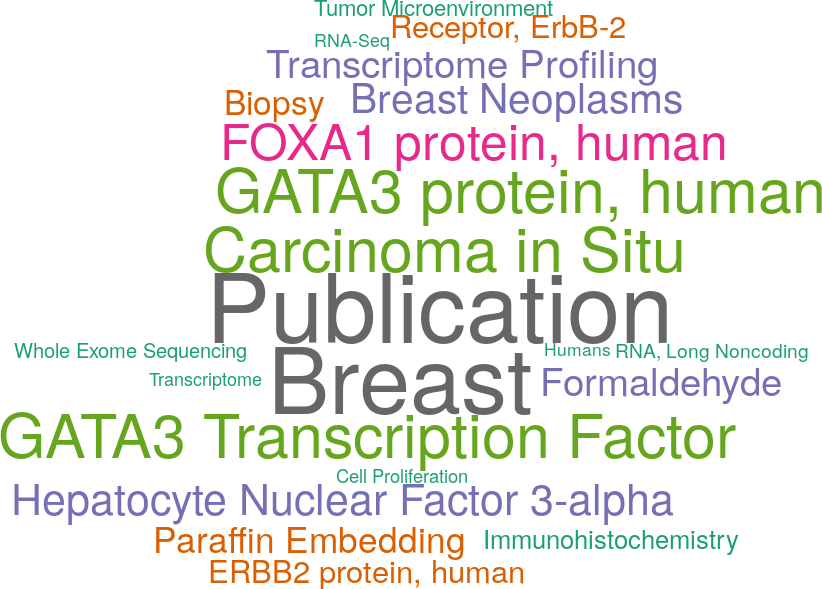 Tumor Microenvironment
Receptor, ErbB-2
RNA-Seq
Transcriptome Profiling
Biopsy
Breast Neoplasms
FOXA1 protein, human
GATA3 protein, human
Carcinoma in Situ
Publication
Whole Exome Sequencing
Humans
RNA, Long Noncoding
Transcriptome
Breast
Formaldehyde
GATA3 Transcription Factor
Cell Proliferation
Hepatocyte Nuclear Factor 3-alpha
Paraffin Embedding
Immunohistochemistry
ERBB2 protein, human